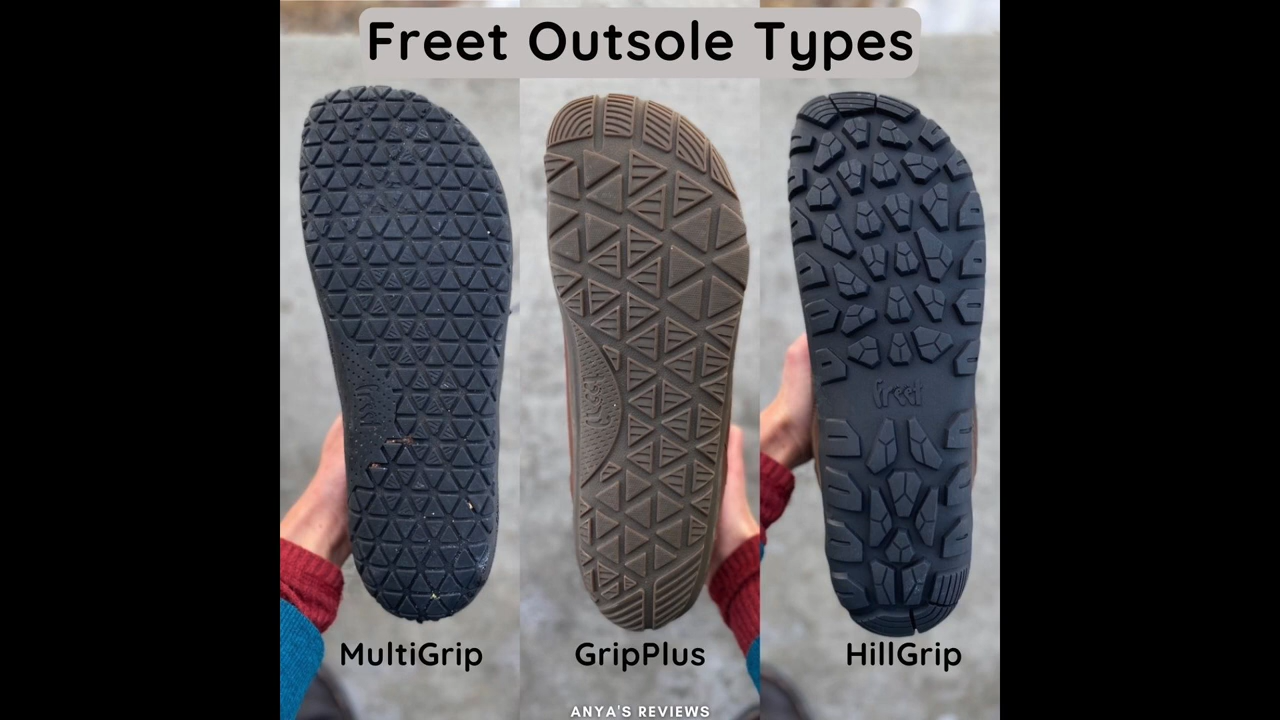 Freet Outsole Types
Freet
MultiGrip
GripPlus
HillGrip
ANYA'S REVIEWS